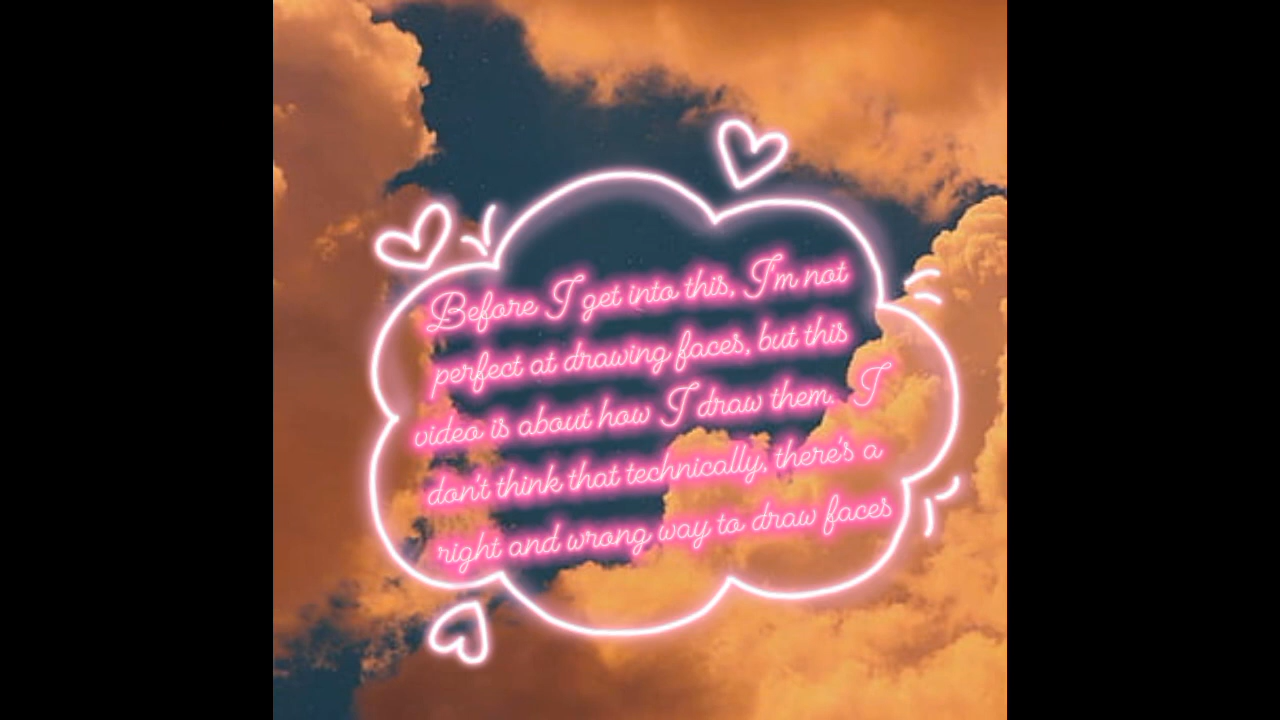 Before I get into this, I'm not
perfect at drawing faces, but this
video is about how I draw them. I
don't think that technically, there's a
right and wrong way to draw faces